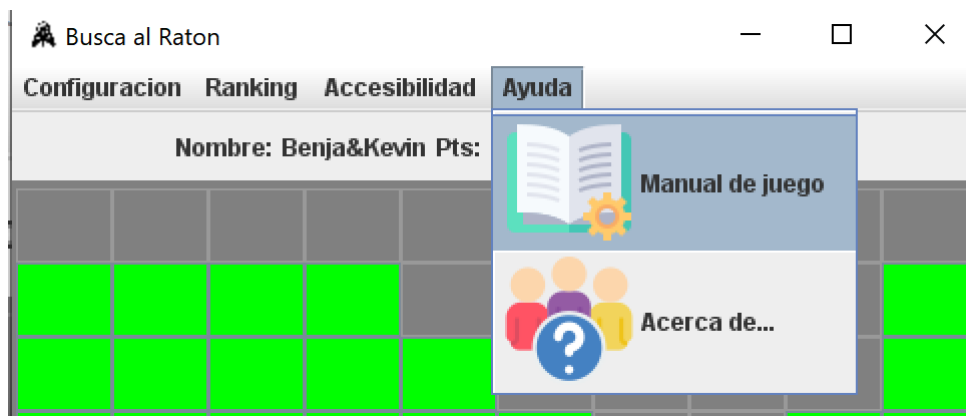 Busca al Raton
Configuracion Ranking Accesibilidad Ayuda
Nombre: Benja&Kevin Pts:
Manual de juego
?
Acerca de...